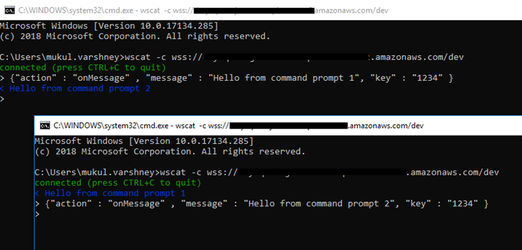 C:\WINDOWS\system32\cmd.exe - wscat -c wss:// .amazonaws.com/dev
Microsoft Windows [Version 10.0.17134.285]
(c) 2018 Microsoft Corporation. All rights reserved.
C:\Users\mukul.varshney>wscat -c wss:// .amazonaws.com/dev
connected (press CTRL+C to quit)
> {"action" : "onMessage" , "message" : "Hello from command prompt 1", "key" : "1234" }
< Hello from command prompt 2
>
C:\WINDOWS\system32\cmd.exe - wscat -c wss:// .amazonaws.com/dev
Microsoft Windows [Version 10.0.17134.285]
(c) 2018 Microsoft Corporation. All rights reserved.
C:\Users\mukul.varshney>wscat -c wss:// .amazonaws.com/dev
connected (press CTRL+C to quit)
< Hello from command prompt 1
> {"action" : "onMessage" , "message" : "Hello from command prompt 2", "key" : "1234" }
>